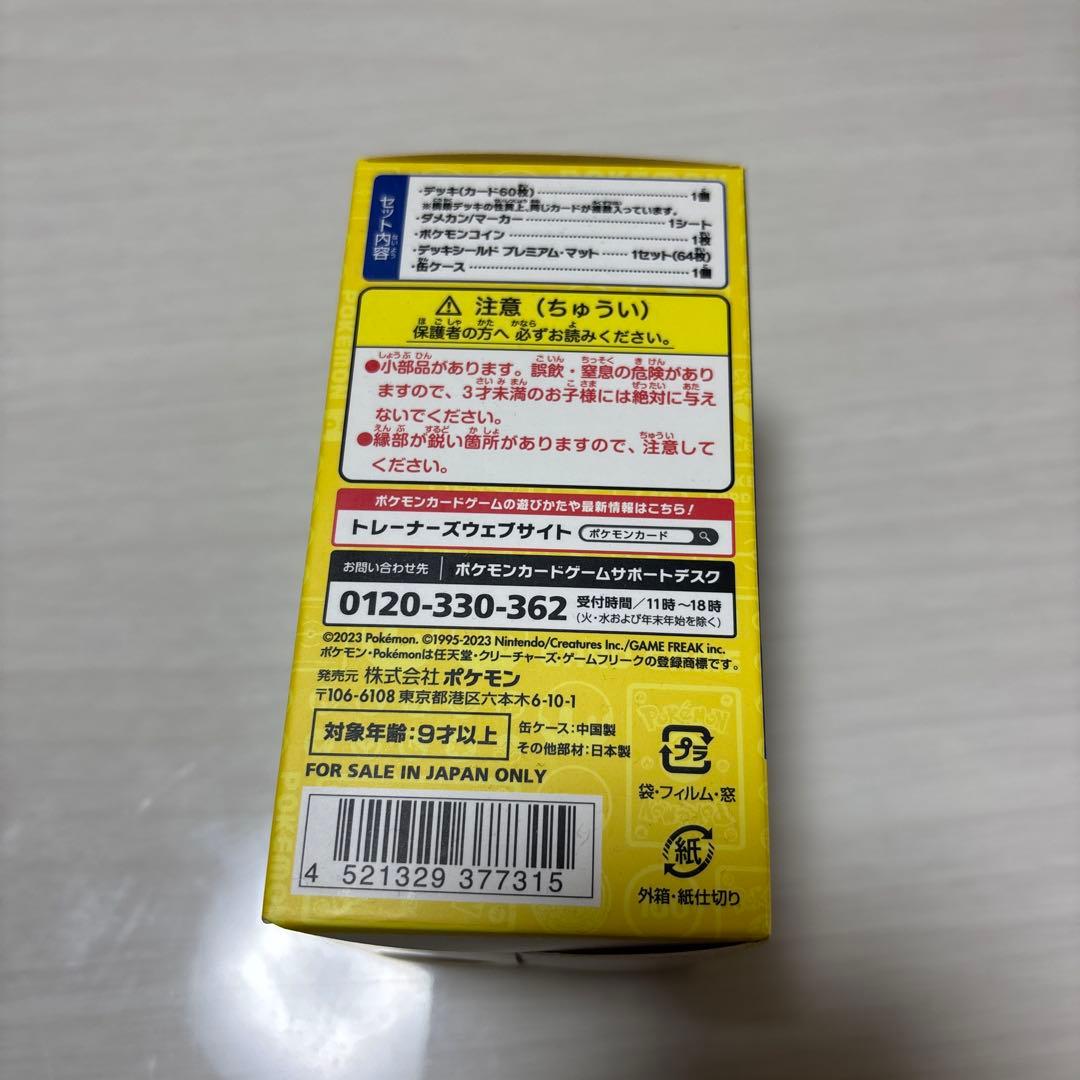 セット内容
・デッキ(カード60枚) 1個
※構築デッキの性質上、同じカードが複数入っています。
・ダメカン/マーカー 1シート
・ポケモンコイン 1枚
・デッキシールド プレミアム・マット 1セット(64枚)
・缶ケース 1個
⚠ 注意(ちゅうい)
保護者の方へ 必ずお読みください。
●小部品があります。誤飲・窒息の危険があり
ますので、3才未満のお子様には絶対に与え
ないでください。
●縁部が鋭い箇所がありますので、注意して
ください。
ポケモンカードゲームの遊びかたや最新情報はこちら!
トレーナーズウェブサイト ポケモンカード
お問い合わせ先 ポケモンカードゲームサポートデスク
0120-330-362 受付時間/11時~18時
(火・水および年末年始を除く)
©2023 Pokémon. ©1995-2023 Nintendo/Creatures Inc./GAME FREAK inc.
ポケモン・Pokémonは任天堂・クリーチャーズ・ゲームフリークの登録商標です。
発売元 株式会社 ポケモン
〒106-6108 東京都港区六本木6-10-1
対象年齢:9才以上
缶ケース:中国製
その他部材:日本製
FOR SALE IN JAPAN ONLY
プラ
袋・フィルム・窓
紙
外箱・紙仕切り
4 521329 377315